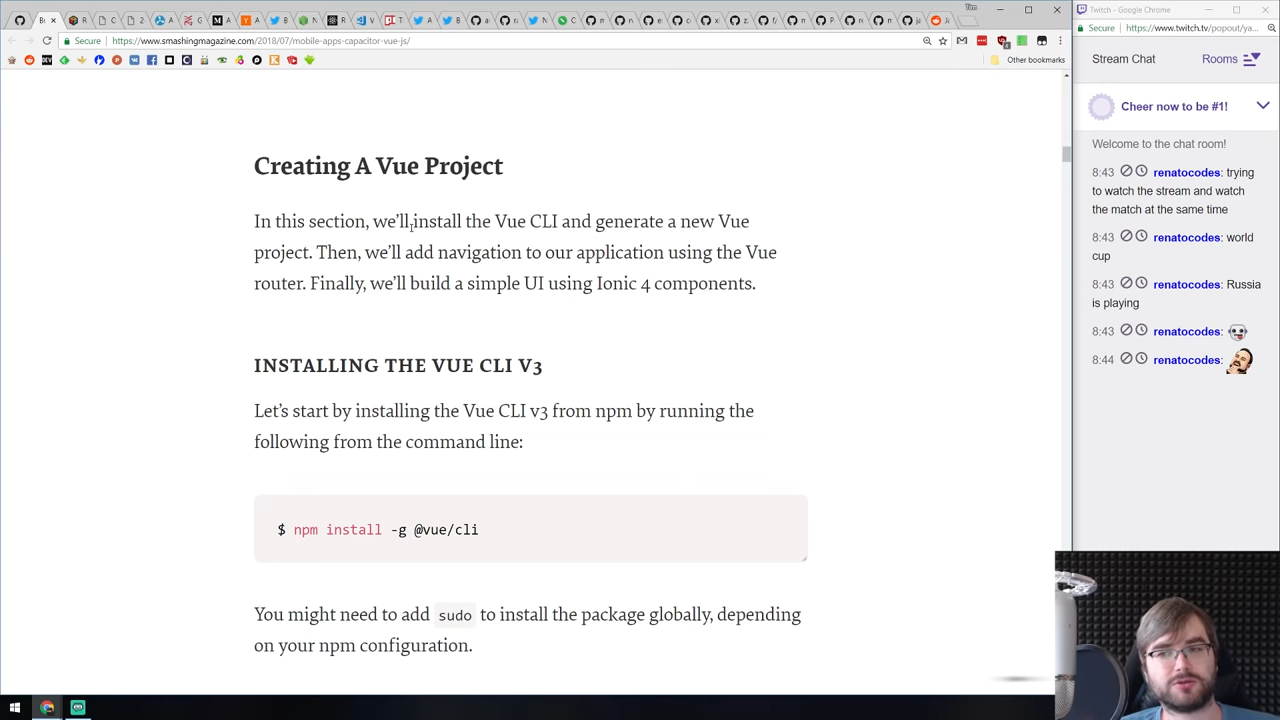 Secure
https://www.smashingmagazine.com/2018/07/mobile-apps-capacitor-vue-js/
Other bookmarks
Creating A Vue Project
In this section, we’ll install the Vue CLI and generate a new Vue
project. Then, we’ll add navigation to our application using the Vue
router. Finally, we’ll build a simple UI using Ionic 4 components.
INSTALLING THE VUE CLI V3
Let’s start by installing the Vue CLI v3 from npm by running the
following from the command line:
$ npm install -g @vue/cli
You might need to add sudo to install the package globally, depending
on your npm configuration.
Twitch - Google Chrome
Secure
https://www.twitch.tv/popout/ya...
Stream Chat
Rooms
Cheer now to be #1!
Welcome to the chat room!
8:43 renatocodes: trying
to watch the stream and watch
the match at the same time
8:43 renatocodes: world
cup
8:43 renatocodes: Russia
is playing
8:43 renatocodes:
8:44 renatocodes: